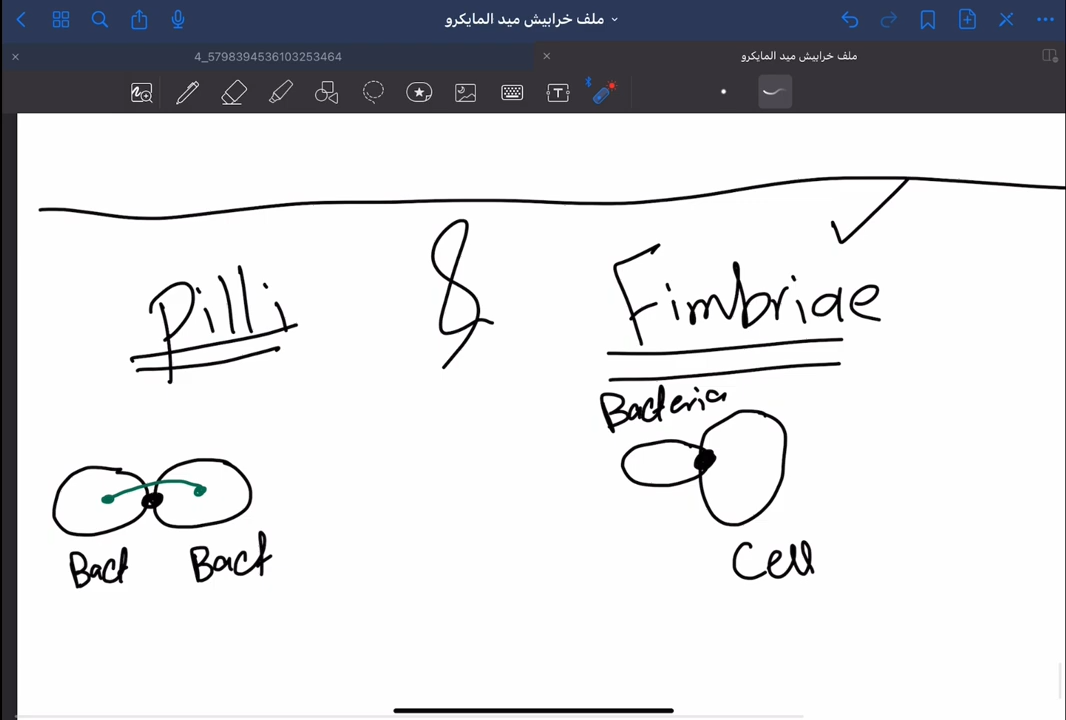 ملف خرابيش ميد المايكرو
4_5798394536103253464
ملف خرابيش ميد المايكرو
Pilli & Fimbriae
Bacteria
Bact Bact
Cell